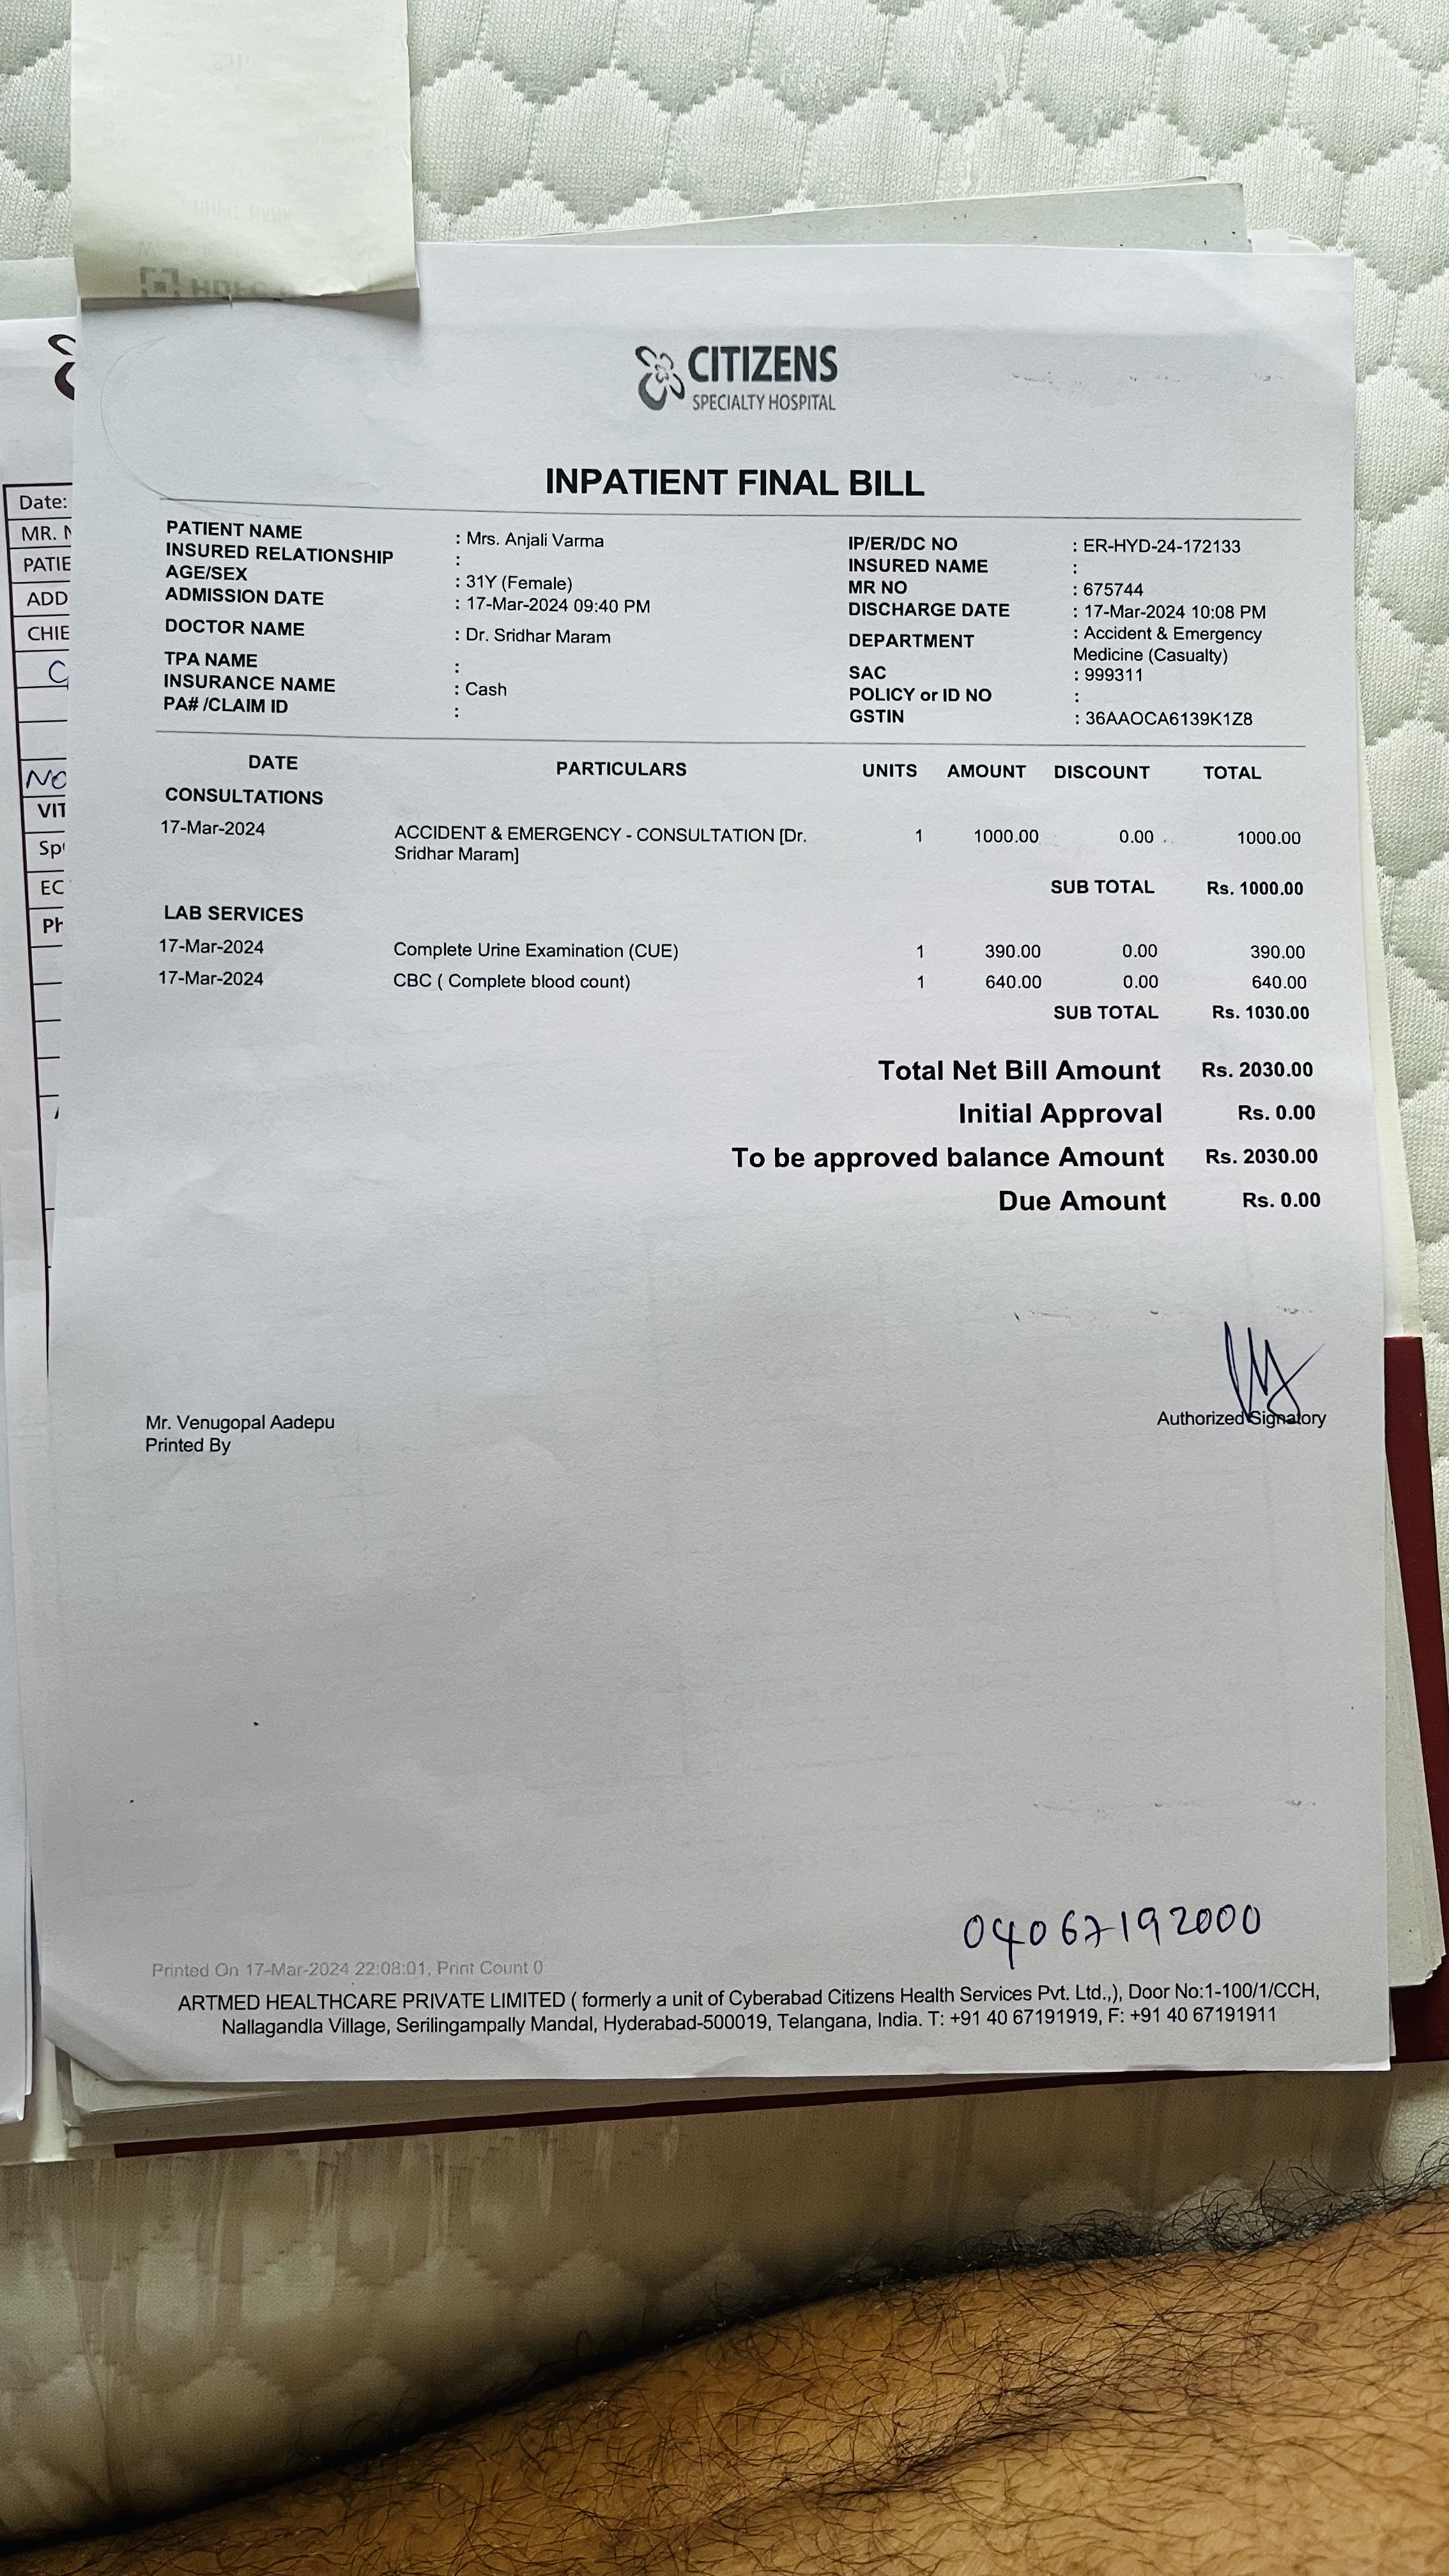 CITIZENS
SPECIALTY HOSPITAL
INPATIENT FINAL BILL
PATIENT NAME : Mrs. Anjali Varma IP/ER/DC NO : ER-HYD-24-172133
INSURED RELATIONSHIP : INSURED NAME :
AGE/SEX : 31Y (Female) MR NO : 675744
ADMISSION DATE : 17-Mar-2024 09:40 PM DISCHARGE DATE : 17-Mar-2024 10:08 PM
DOCTOR NAME : Dr. Sridhar Maram DEPARTMENT : Accident & Emergency
Medicine (Casualty)
TPA NAME : SAC : 999311
INSURANCE NAME : Cash POLICY or ID NO :
PA# /CLAIM ID : GSTIN : 36AAOCA6139K1Z8
DATE PARTICULARS UNITS AMOUNT DISCOUNT TOTAL
CONSULTATIONS
17-Mar-2024 ACCIDENT & EMERGENCY - CONSULTATION [Dr. 1 1000.00 0.00 1000.00
Sridhar Maram]
SUB TOTAL Rs. 1000.00
LAB SERVICES
17-Mar-2024 Complete Urine Examination (CUE) 1 390.00 0.00 390.00
17-Mar-2024 CBC ( Complete blood count) 1 640.00 0.00 640.00
SUB TOTAL Rs. 1030.00
Total Net Bill Amount Rs. 2030.00
Initial Approval Rs. 0.00
To be approved balance Amount Rs. 2030.00
Due Amount Rs. 0.00
Mr. Venugopal Aadepu
Printed By
Authorized Signatory
04067192000
Printed On 17-Mar-2024 22:08:01, Print Count 0
ARTMED HEALTHCARE PRIVATE LIMITED ( formerly a unit of Cyberabad Citizens Health Services Pvt. Ltd.,), Door No:1-100/1/CCH,
Nallagandla Village, Serilingampally Mandal, Hyderabad-500019, Telangana, India. T: +91 40 67191919, F: +91 40 67191911
Date:
MR. N
PATIE
ADD
CHIE
NO
VIT
EC